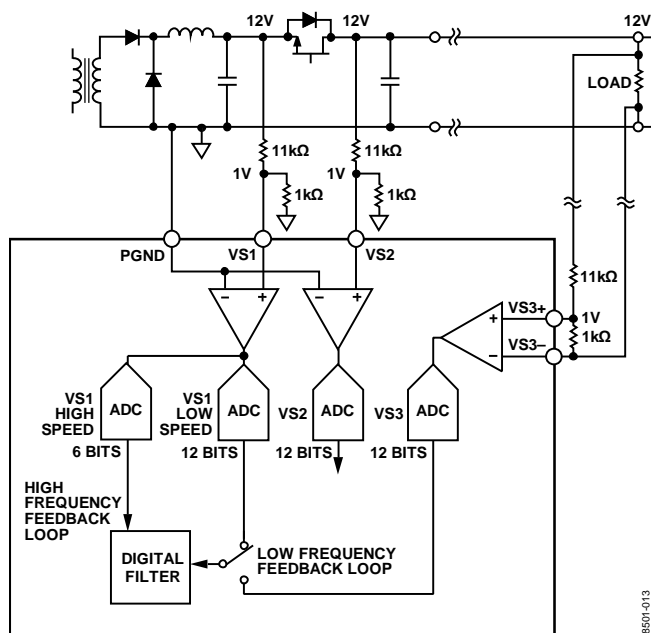 12V
12V
12V
LOAD
11kΩ
11kΩ
1V
1kΩ
1V
1kΩ
PGND
VS1
VS2
11kΩ
VS3+
1V
1kΩ
VS3–
–
+
–
+
+
–
VS1
HIGH
SPEED
ADC
VS1
LOW
SPEED
ADC
VS2
ADC
VS3
ADC
6 BITS
12 BITS
12 BITS
12 BITS
HIGH
FREQUENCY
FEEDBACK
LOOP
DIGITAL
FILTER
LOW FREQUENCY
FEEDBACK LOOP
8501-013